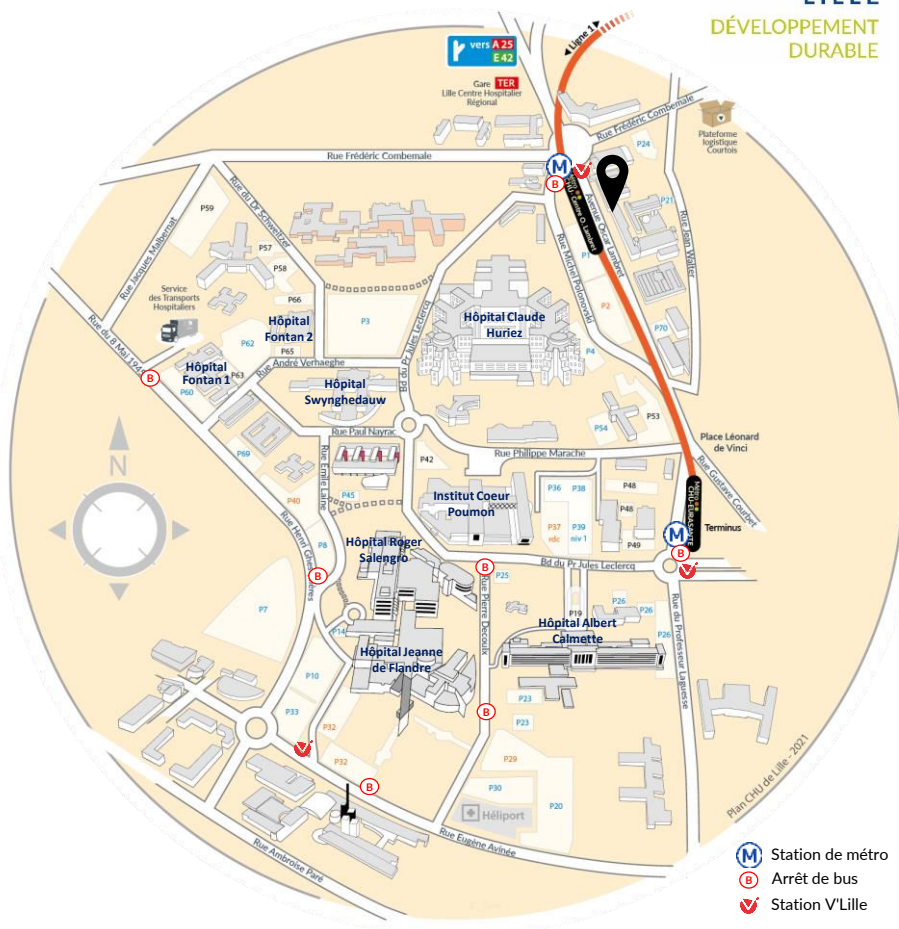 LILLE
DÉVELOPPEMENT
DURABLE
Ligne 1
vers A 25
E 42
Gare TER
Lille Centre Hospitalier
Régional
Rue Frédéric Combemale
Plateforme
logistique
Courtois
P24
Rue Frédéric Combemale
M
B
Métro
CHU Centre O. Lambret
Avenue Oscar Lambret
P21
Rue Jean Walter
Rue du Dr Schweitzer
P59
Rue Jacques Malbernat
P57
P58
P1
Rue Michel Polonovski
Service
des Transports
Hospitaliers
P66
P2
P3
Hôpital Claude
Huriez
Hôpital
Fontan 2
P62
P65
P70
Rue du 8 Mai 1945
Bd du Pr Jules Leclercq
P4
B
Hôpital
Fontan 1
P63
P60
Rue André Verhaeghe
Hôpital
Swynghedauw
P53
P54
Rue Paul Nayrac
Place Léonard
de Vinci
P69
Rue Emile Laine
P42
Rue Philippe Marache
Rue Gustave Courbet
N
P40
P45
Institut Coeur
Poumon
P36
P38
P48
P48
Métro
CHU-EURASANTÉ
P37
rdc
P39
niv 1
Terminus
M
B
Rue Henri Ghesquières
P8
Hôpital Roger
Salengro
P49
Bd du Pr Jules Leclercq
B
B
P25
P7
Rue Pierre Decoulx
P19
P26
P26
P26
P14
Hôpital Albert
Calmette
Rue du Professeur Laguesse
Hôpital Jeanne
de Flandre
P10
P23
P23
B
P33
P32
P32
P29
P30
P20
B
Héliport
Rue Eugène Avinée
Rue Ambroise Paré
Plan CHU de Lille - 2021
M Station de métro
B Arrêt de bus
V Station V'Lille